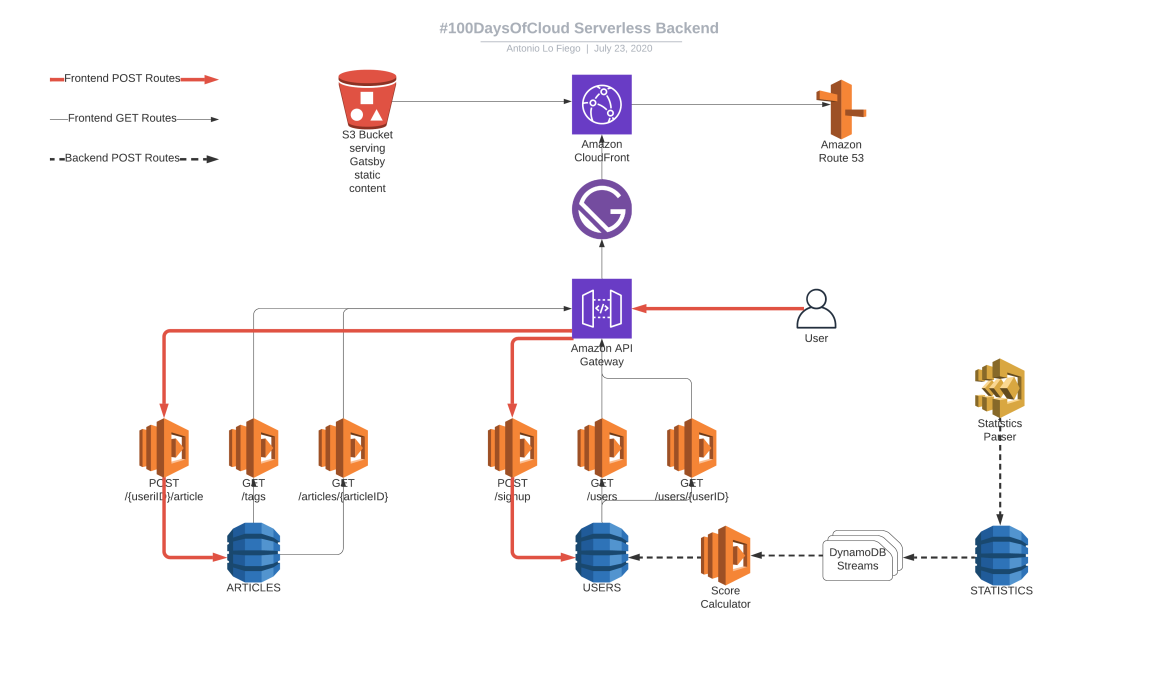 #100DaysOfCloud Serverless Backend
Antonio Lo Fiego | July 23, 2020
Frontend POST Routes
Frontend GET Routes
Backend POST Routes
S3 Bucket
serving
Gatsby
static
content
Amazon
CloudFront
Amazon
Route 53
Amazon API
Gateway
User
Statistics
Parser
POST
/{useriID}/article
GET
/tags
GET
/articles/{articleID}
POST
/signup
GET
/users
GET
/users/{userID}
ARTICLES
USERS
Score
Calculator
DynamoDB
Streams
STATISTICS